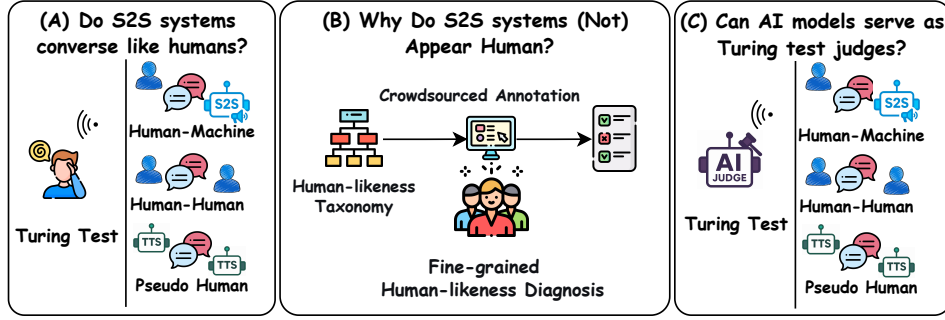 (A) Do S2S systems
converse like humans?
S2S
Human-Machine
Human-Human
Turing Test
TTS
TTS
Pseudo Human
(B) Why Do S2S systems (Not)
Appear Human?
Crowdsourced Annotation
Human-likeness
Taxonomy
Fine-grained
Human-likeness Diagnosis
(C) Can AI models serve as
Turing test judges?
S2S
Human-Machine
AI
JUDGE
Human-Human
Turing Test
TTS
TTS
Pseudo Human